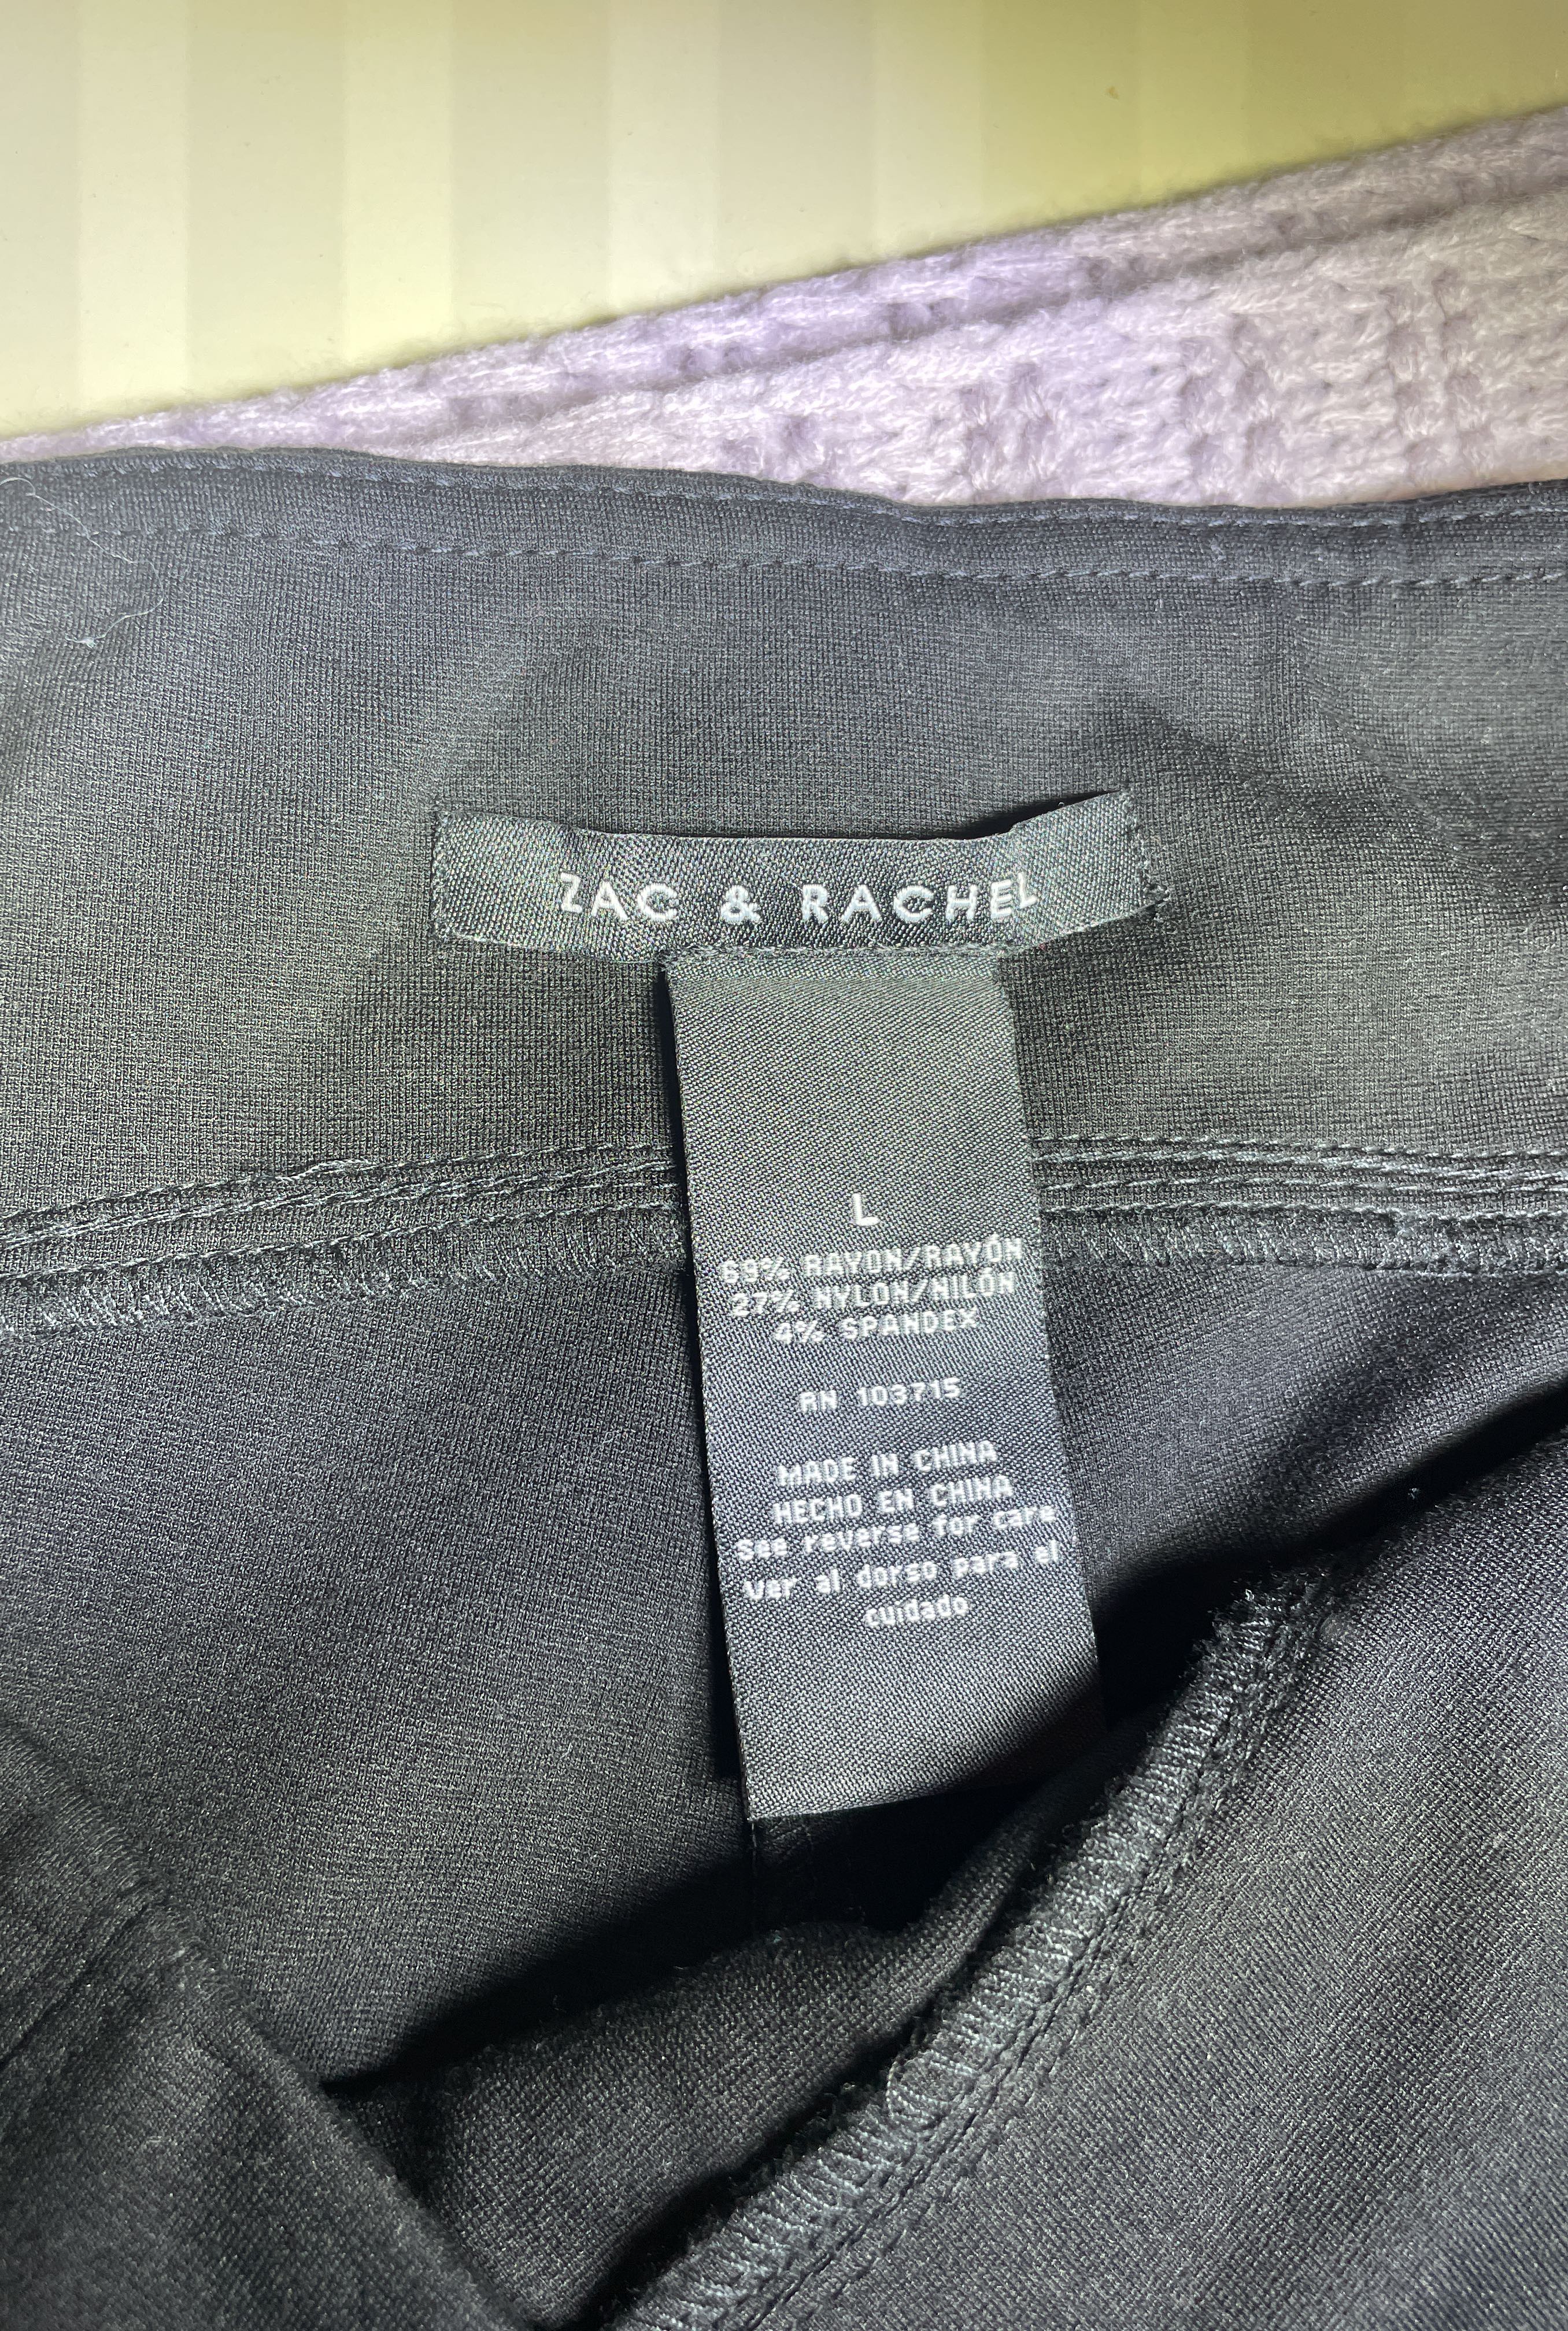 ZAC & RACHEL
L
69% RAYON/RAYÓN
27% NYLON/NILÓN
4% SPANDEX
RN 103715
MADE IN CHINA
HECHO EN CHINA
See reverse for care
Ver al dorso para el
cuidado